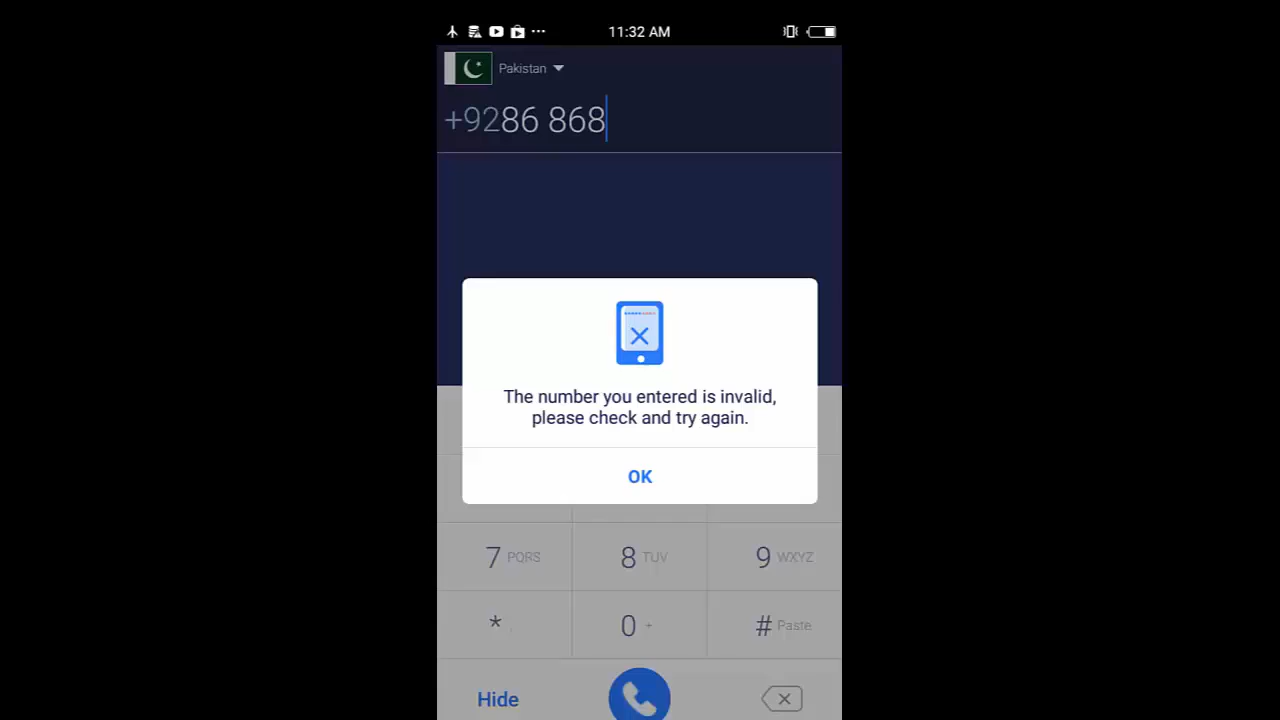 11:32 AM
Pakistan
+9286 868
The number you entered is invalid,
please check and try again.
OK
7 PQRS 8 TUV 9 WXYZ
* 0 + # Paste
Hide